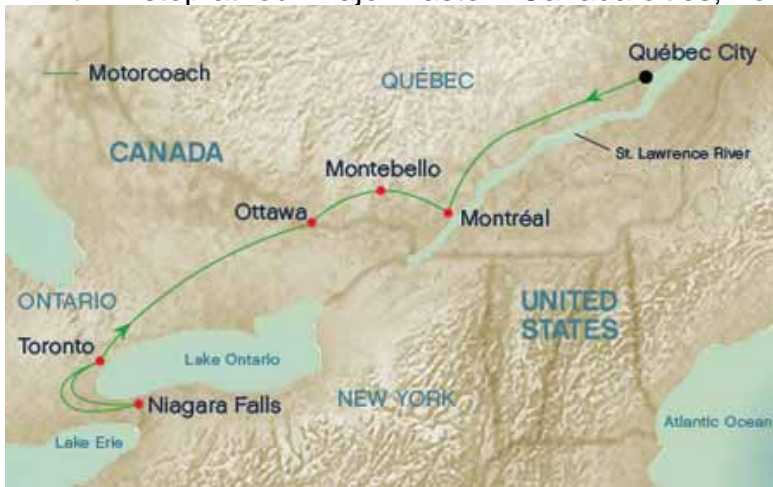 Québec City
Motorcoach
QUÉBEC
CANADA
St. Lawrence River
Montebello
Ottawa
Montréal
ONTARIO
UNITED
STATES
Toronto
Lake Ontario
Niagara Falls
NEW YORK
Atlantic Ocean
Lake Erie